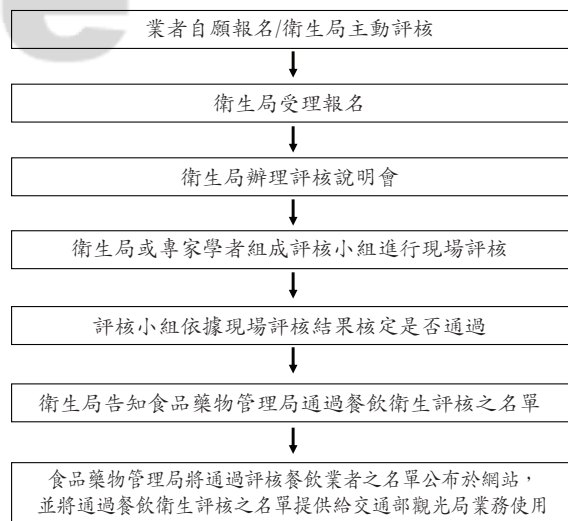 業者自願報名/衛生局主動評核
衛生局受理報名
衛生局辦理評核說明會
衛生局或專家學者組成評核小組進行現場評核
評核小組依據現場評核結果核定是否通過
衛生局告知食品藥物管理局通過餐飲衛生評核之名單
食品藥物管理局將通過評核餐飲業者之名單公布於網站，
並將通過餐飲衛生評核之名單提供給交通部觀光局業務使用